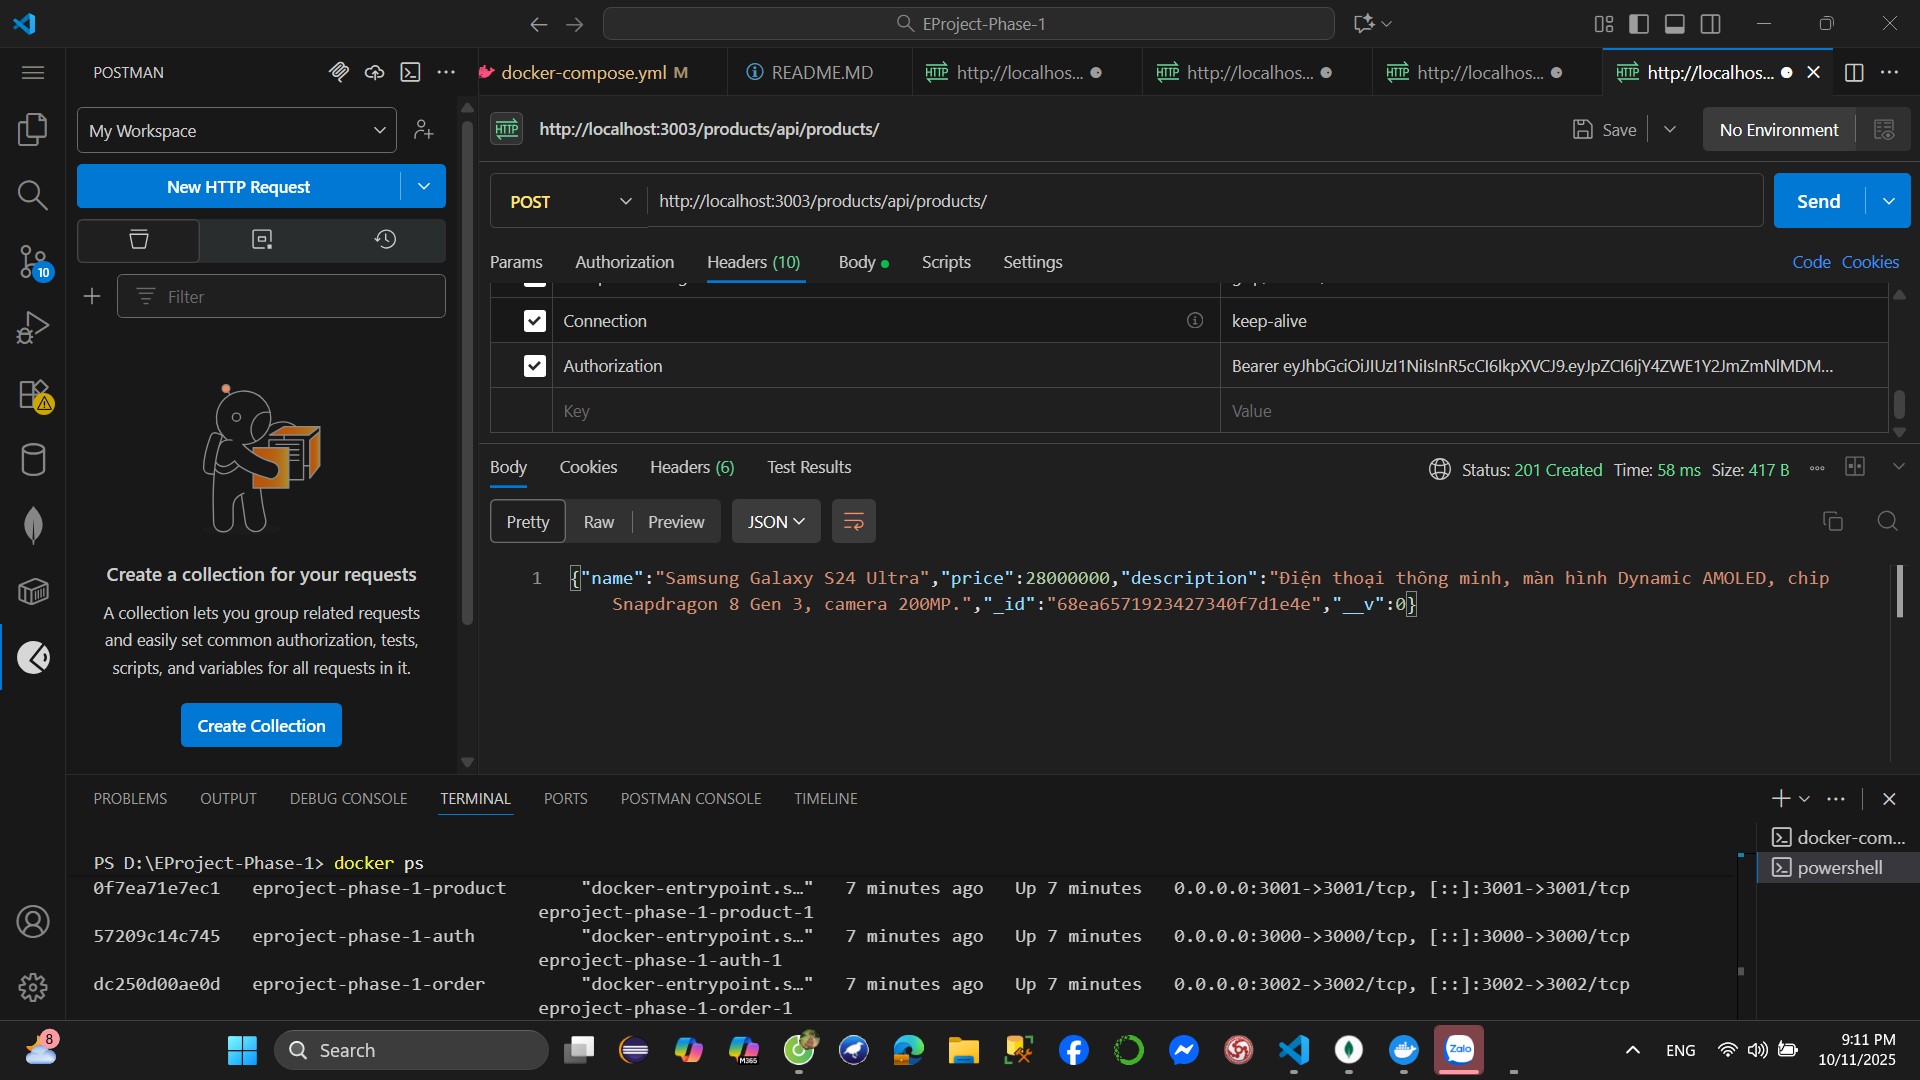 EProject-Phase-1
POSTMAN
docker-compose.yml M
README.MD
http://localhos...
http://localhos...
http://localhos...
http://localhos...
My Workspace
HTTP http://localhost:3003/products/api/products/
Save
No Environment
New HTTP Request
POST
http://localhost:3003/products/api/products/
Send
Params
Authorization
Headers (10)
Body
Scripts
Settings
Code
Cookies
10
Filter
Connection
keep-alive
Authorization
Key
Value
Body
Cookies
Headers (6)
Test Results
Status: 201 Created Time: 58 ms Size: 417 B
Pretty
Raw
Preview
JSON
1
{"name":"Samsung Galaxy S24 Ultra","price":28000000,"description":"Điện thoại thông minh, màn hình Dynamic AMOLED, chip
Snapdragon 8 Gen 3, camera 200MP.","_id":"68ea6571923427340f7d1e4e","__v":0}
Create a collection for your requests
A collection lets you group related requests
and easily set common authorization, tests,
scripts, and variables for all requests in it.
Create Collection
PROBLEMS
OUTPUT
DEBUG CONSOLE
TERMINAL
PORTS
POSTMAN CONSOLE
TIMELINE
docker-com...
powershell
PS D:\EProject-Phase-1> docker ps
0f7ea71e7ec1 eproject-phase-1-product "docker-entrypoint.s…" 7 minutes ago Up 7 minutes 0.0.0.0:3001->3001/tcp, [::]:3001->3001/tcp
eproject-phase-1-product-1
57209c14c745 eproject-phase-1-auth "docker-entrypoint.s…" 7 minutes ago Up 7 minutes 0.0.0.0:3000->3000/tcp, [::]:3000->3000/tcp
eproject-phase-1-auth-1
dc250d00ae0d eproject-phase-1-order "docker-entrypoint.s…" 7 minutes ago Up 7 minutes 0.0.0.0:3002->3002/tcp, [::]:3002->3002/tcp
eproject-phase-1-order-1
8
Search
M365
Zalo
ENG
9:11 PM
10/11/2025